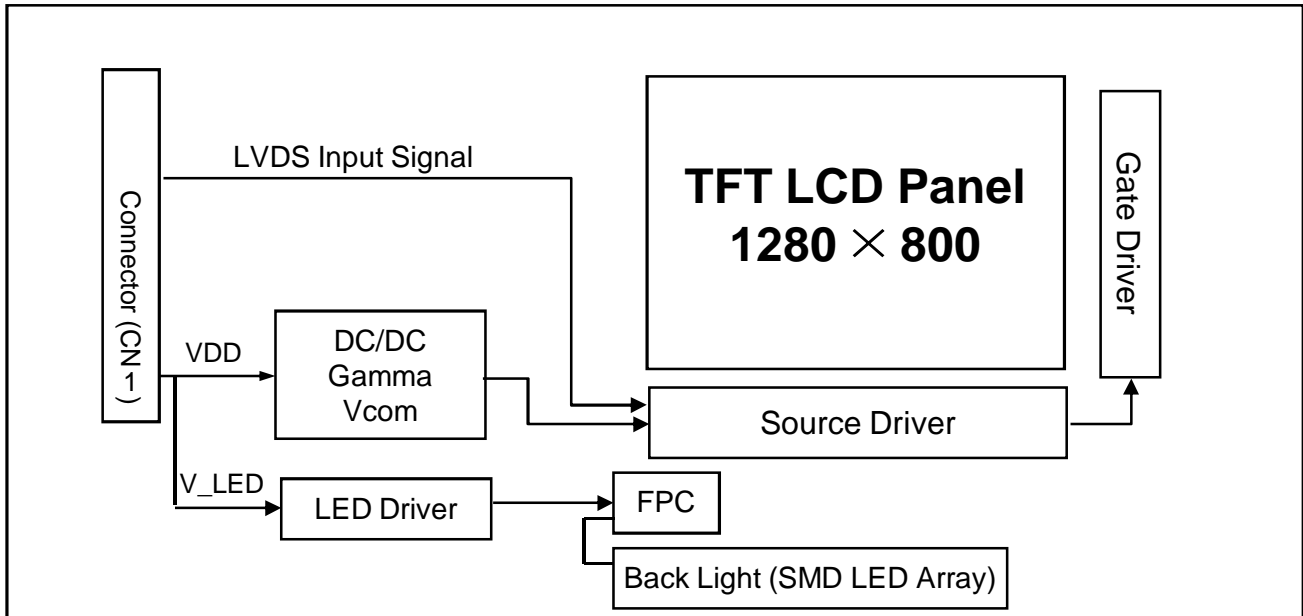 Connector (CN1)
LVDS Input Signal
TFT LCD Panel
1280 × 800
Gate Driver
VDD
DC/DC
Gamma
Vcom
Source Driver
V_LED
LED Driver
FPC
Back Light (SMD LED Array)